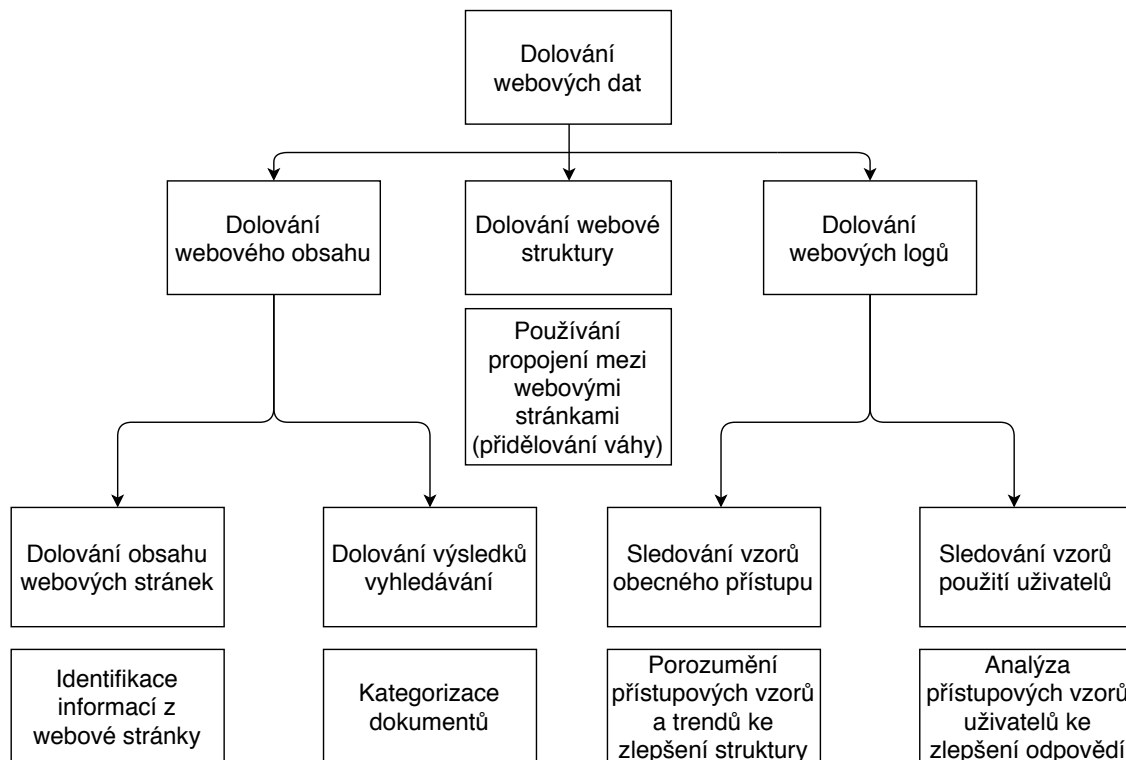 Dolování
webových dat
Dolování
webového obsahu
Dolování webové
struktury
Dolování
webových logů
Používání
propojení mezi
webovými
stránkami
(přidělování váhy)
Dolování obsahu
webových stránek
Dolování výsledků
vyhledávání
Sledování vzorů
obecného přístupu
Sledování vzorů
použití uživatelů
Identifikace
informací z
webové stránky
Kategorizace
dokumentů
Porozumění
přístupových vzorů
a trendů ke
zlepšení struktury
Analýza
přístupových vzorů
uživatelů ke
zlepšení odpovědí